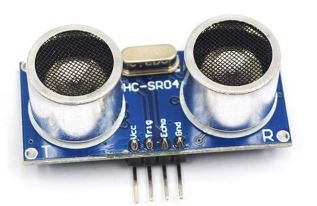 HC-SR04
T
Vcc
Trig
Echo
Gnd
R